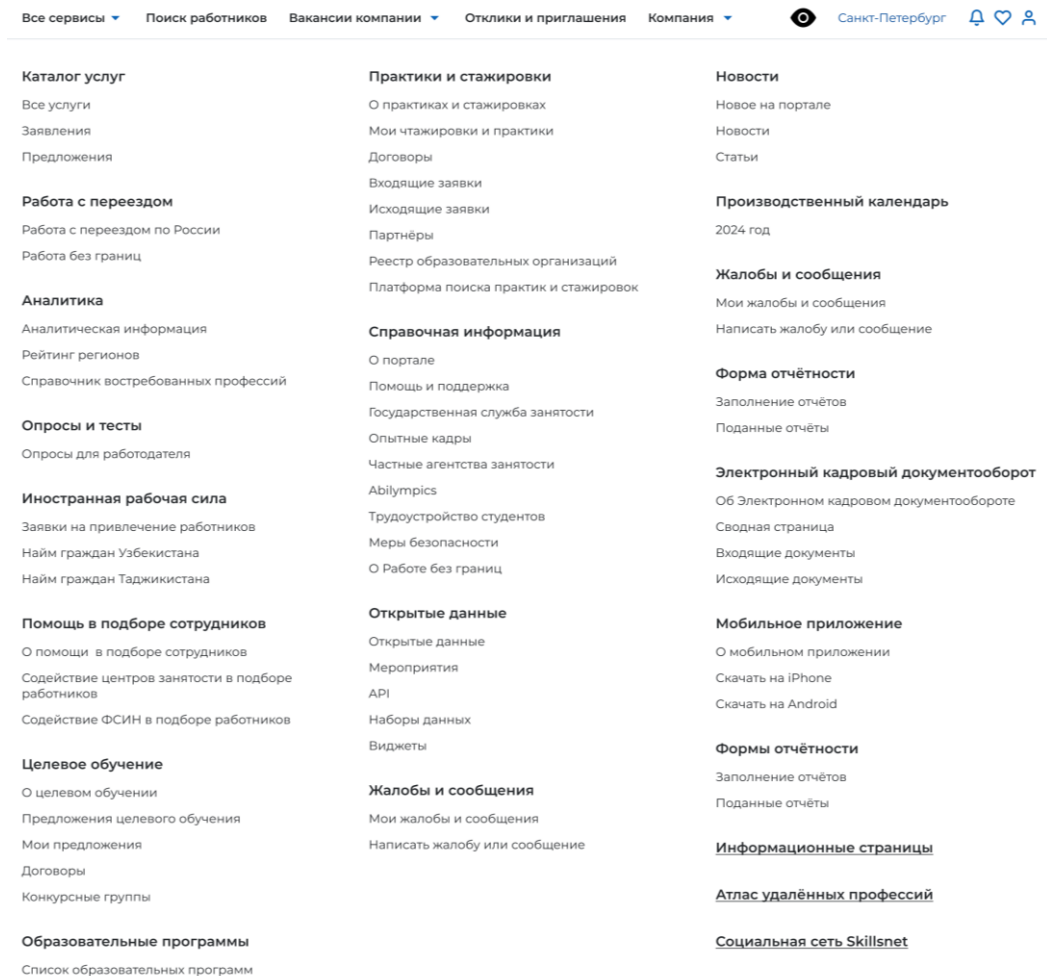 Все сервисы
Поиск работников
Вакансии компании
Отклики и приглашения
Компания
Санкт-Петербург
Каталог услуг
Все услуги
Заявления
Предложения
Работа с переездом
Работа с переездом по России
Работа без границ
Аналитика
Аналитическая информация
Рейтинг регионов
Справочник востребованных профессий
Опросы и тесты
Опросы для работодателя
Иностранная рабочая сила
Заявки на привлечение работников
Найм граждан Узбекистана
Найм граждан Таджикистана
Помощь в подборе сотрудников
О помощи в подборе сотрудников
Содействие центров занятости в подборе
работников
Содействие ФСИН в подборе работников
Целевое обучение
О целевом обучении
Предложения целевого обучения
Мои предложения
Договоры
Конкурсные группы
Образовательные программы
Список образовательных программ
Практики и стажировки
О практиках и стажировках
Мои чтажировки и практики
Договоры
Входящие заявки
Исходящие заявки
Партнёры
Реестр образовательных организаций
Платформа поиска практик и стажировок
Справочная информация
О портале
Помощь и поддержка
Государственная служба занятости
Опытные кадры
Частные агентства занятости
Abilympics
Трудоустройство студентов
Меры безопасности
О Работе без границ
Открытые данные
Открытые данные
Мероприятия
API
Наборы данных
Виджеты
Жалобы и сообщения
Мои жалобы и сообщения
Написать жалобу или сообщение
Новости
Новое на портале
Новости
Статьи
Производственный календарь
2024 год
Жалобы и сообщения
Мои жалобы и сообщения
Написать жалобу или сообщение
Форма отчётности
Заполнение отчётов
Поданные отчёты
Электронный кадровый документооборот
Об Электронном кадровом документообороте
Сводная страница
Входящие документы
Исходящие документы
Мобильное приложение
О мобильном приложении
Скачать на iPhone
Скачать на Android
Формы отчётности
Заполнение отчётов
Поданные отчёты
Информационные страницы
Атлас удалённых профессий
Социальная сеть Skillsnet